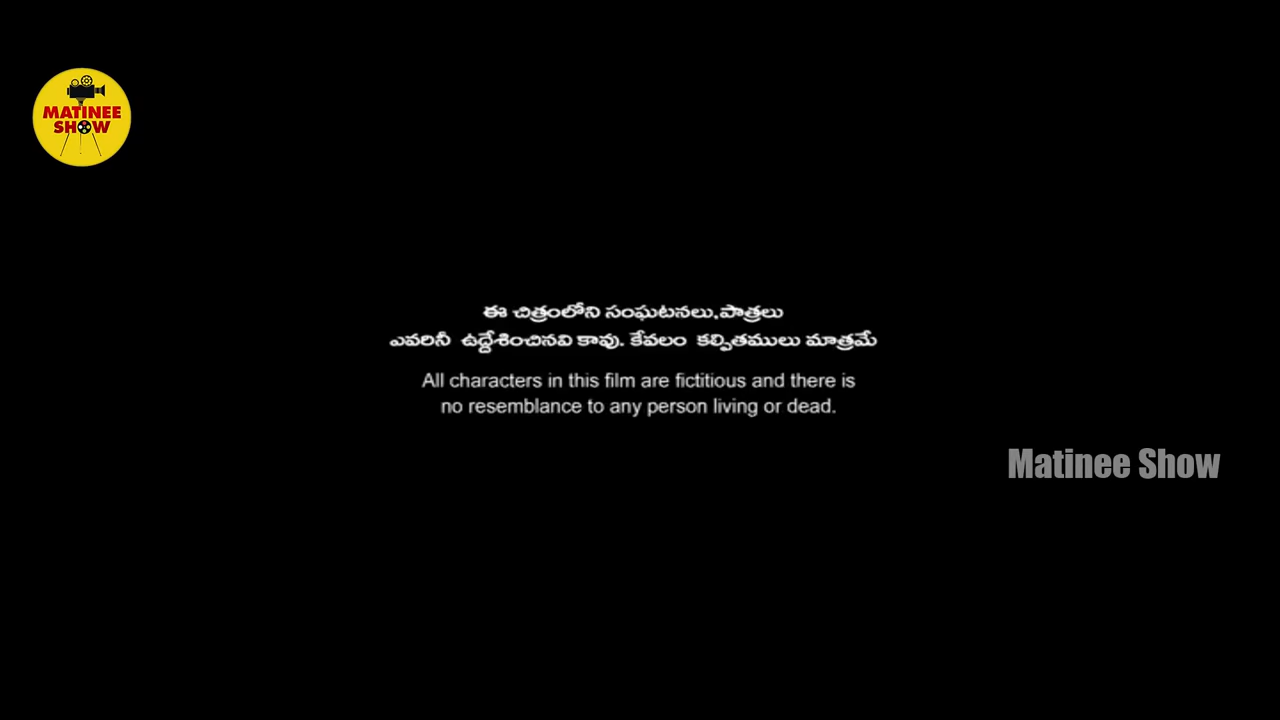 MATINEE
SHOW
ఈ చిత్రంలోని సంఘటనలు,పాత్రలు
ఎవరినీ ఉద్దేశించినవి కావు. కేవలం కల్పితములు మాత్రమే
All characters in this film are fictitious and there is
no resemblance to any person living or dead.
Matinee Show